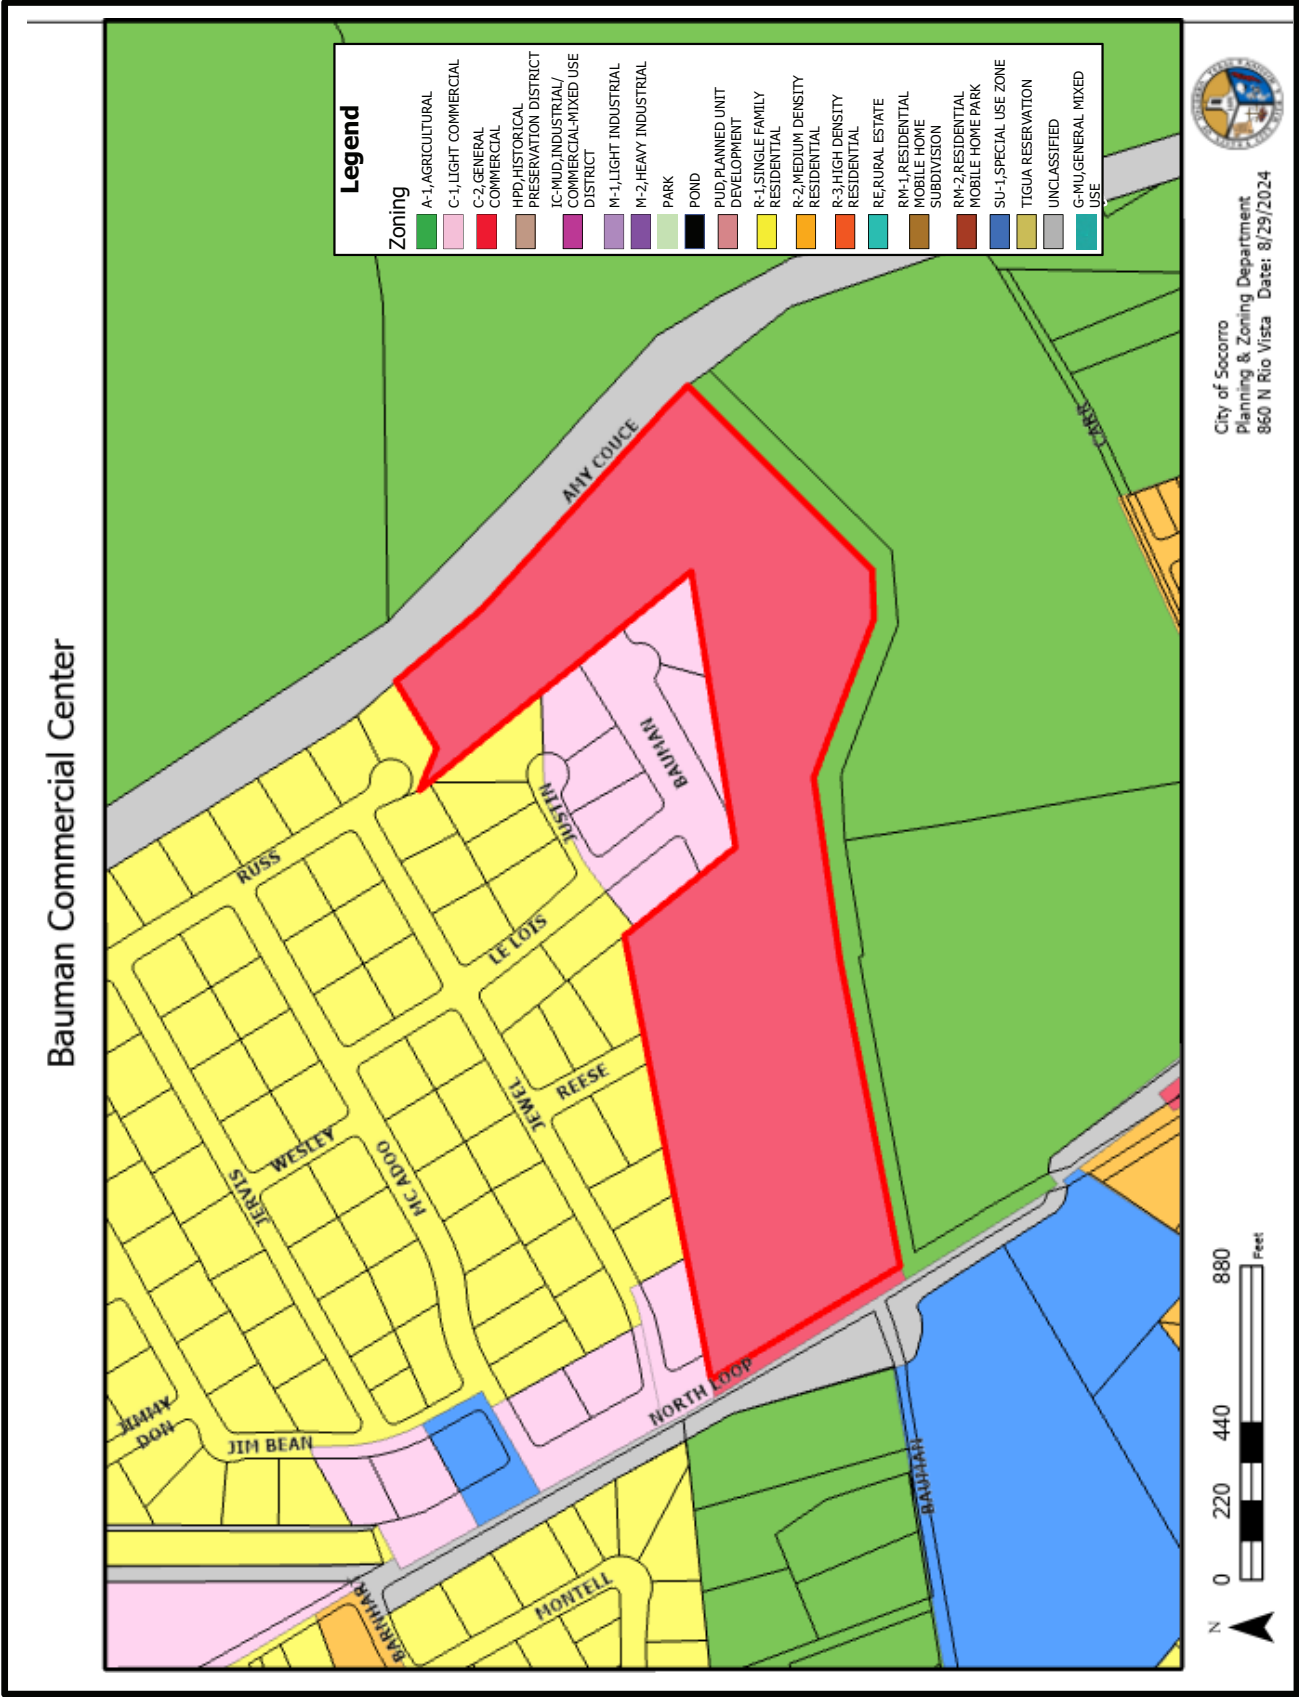 Bauman Commercial Center
Legend
Zoning
A-1,AGRICULTURAL
C-1,LIGHT COMMERCIAL
C-2,GENERAL
COMMERCIAL
HPD,HISTORICAL
PRESERVATION DISTRICT
IC-MUD,INDUSTRIAL/
COMMERCIAL-MIXED USE
DISTRICT
M-1,LIGHT INDUSTRIAL
M-2,HEAVY INDUSTRIAL
PARK
POND
PUD,PLANNED UNIT
DEVELOPMENT
R-1,SINGLE FAMILY
RESIDENTIAL
R-2,MEDIUM DENSITY
RESIDENTIAL
R-3,HIGH DENSITY
RESIDENTIAL
RE,RURAL ESTATE
RM-1,RESIDENTIAL
MOBILE HOME
SUBDIVISION
RM-2,RESIDENTIAL
MOBILE HOME PARK
SU-1,SPECIAL USE ZONE
TIGUA RESERVATION
UNCLASSIFIED
G-MU,GENERAL MIXED
USE
JIMMY
DON
JIM BEAN
JERVIS
WESLEY
RUSS
MCADOO
JEWEL
REESE
LE LOIS
JUSTIN
BAUMAN
AMY COUCE
CARR
NORTH LOOP
BARNHART
MONTELL
BAUMAN
N
0 220 440 880
Feet
City of Socorro
Planning & Zoning Department
860 N Rio Vista Date: 8/29/2024